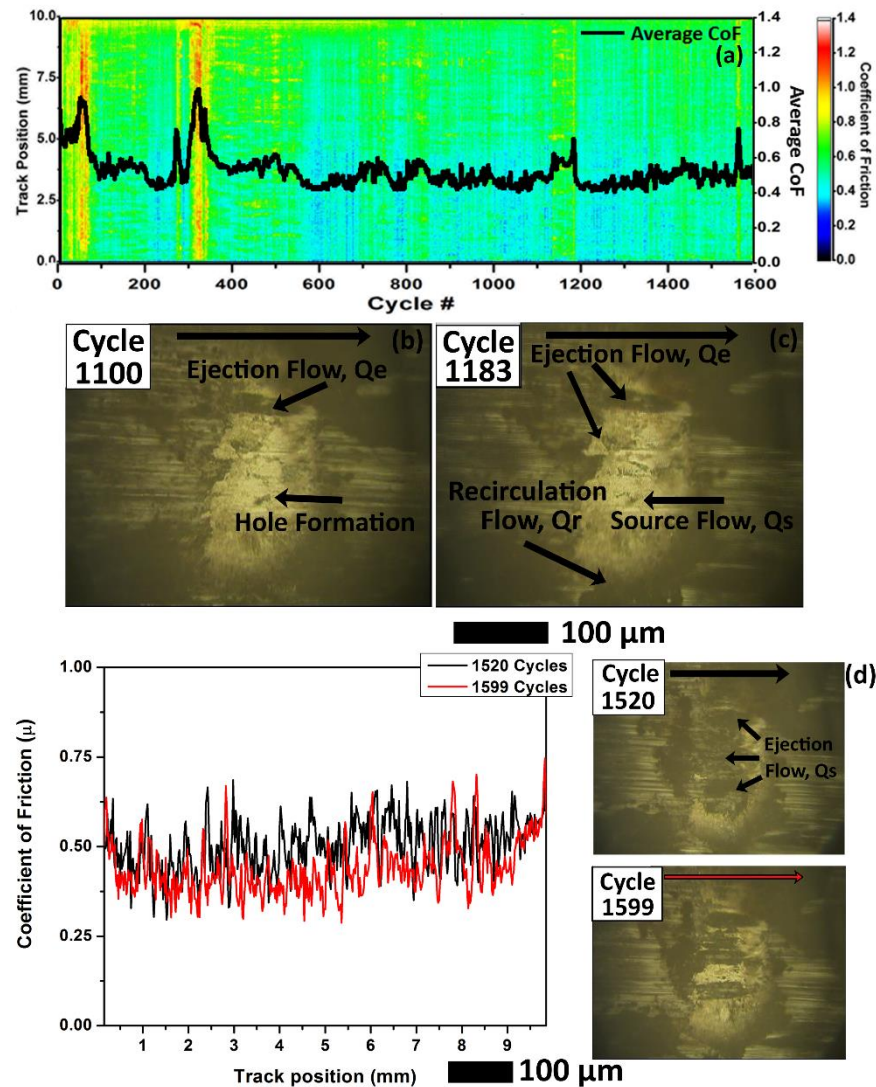 10.0
7.5
5.0
2.5
0.0
Track Position (mm)
0 200 400 600 800 1000 1200 1400 1600
Cycle #
Average CoF
(a)
1.4
1.2
1.0
0.8
0.6
0.4
0.2
0.0
Average CoF
1.4
1.2
1.0
0.8
0.6
0.4
0.2
0.0
Coefficient of Friction
Cycle
1100
(b)
Ejection Flow, Qe
Hole Formation
Cycle
1183
(c)
Ejection Flow, Qe
Recirculation
Flow, Qr
Source Flow, Qs
100 µm
1.00
0.75
0.50
0.25
0.00
Coefficient of Friction (µ)
1520 Cycles
1599 Cycles
1 2 3 4 5 6 7 8 9
Track position (mm)
100 µm
Cycle
1520
(d)
Ejection
Flow, Qs
Cycle
1599